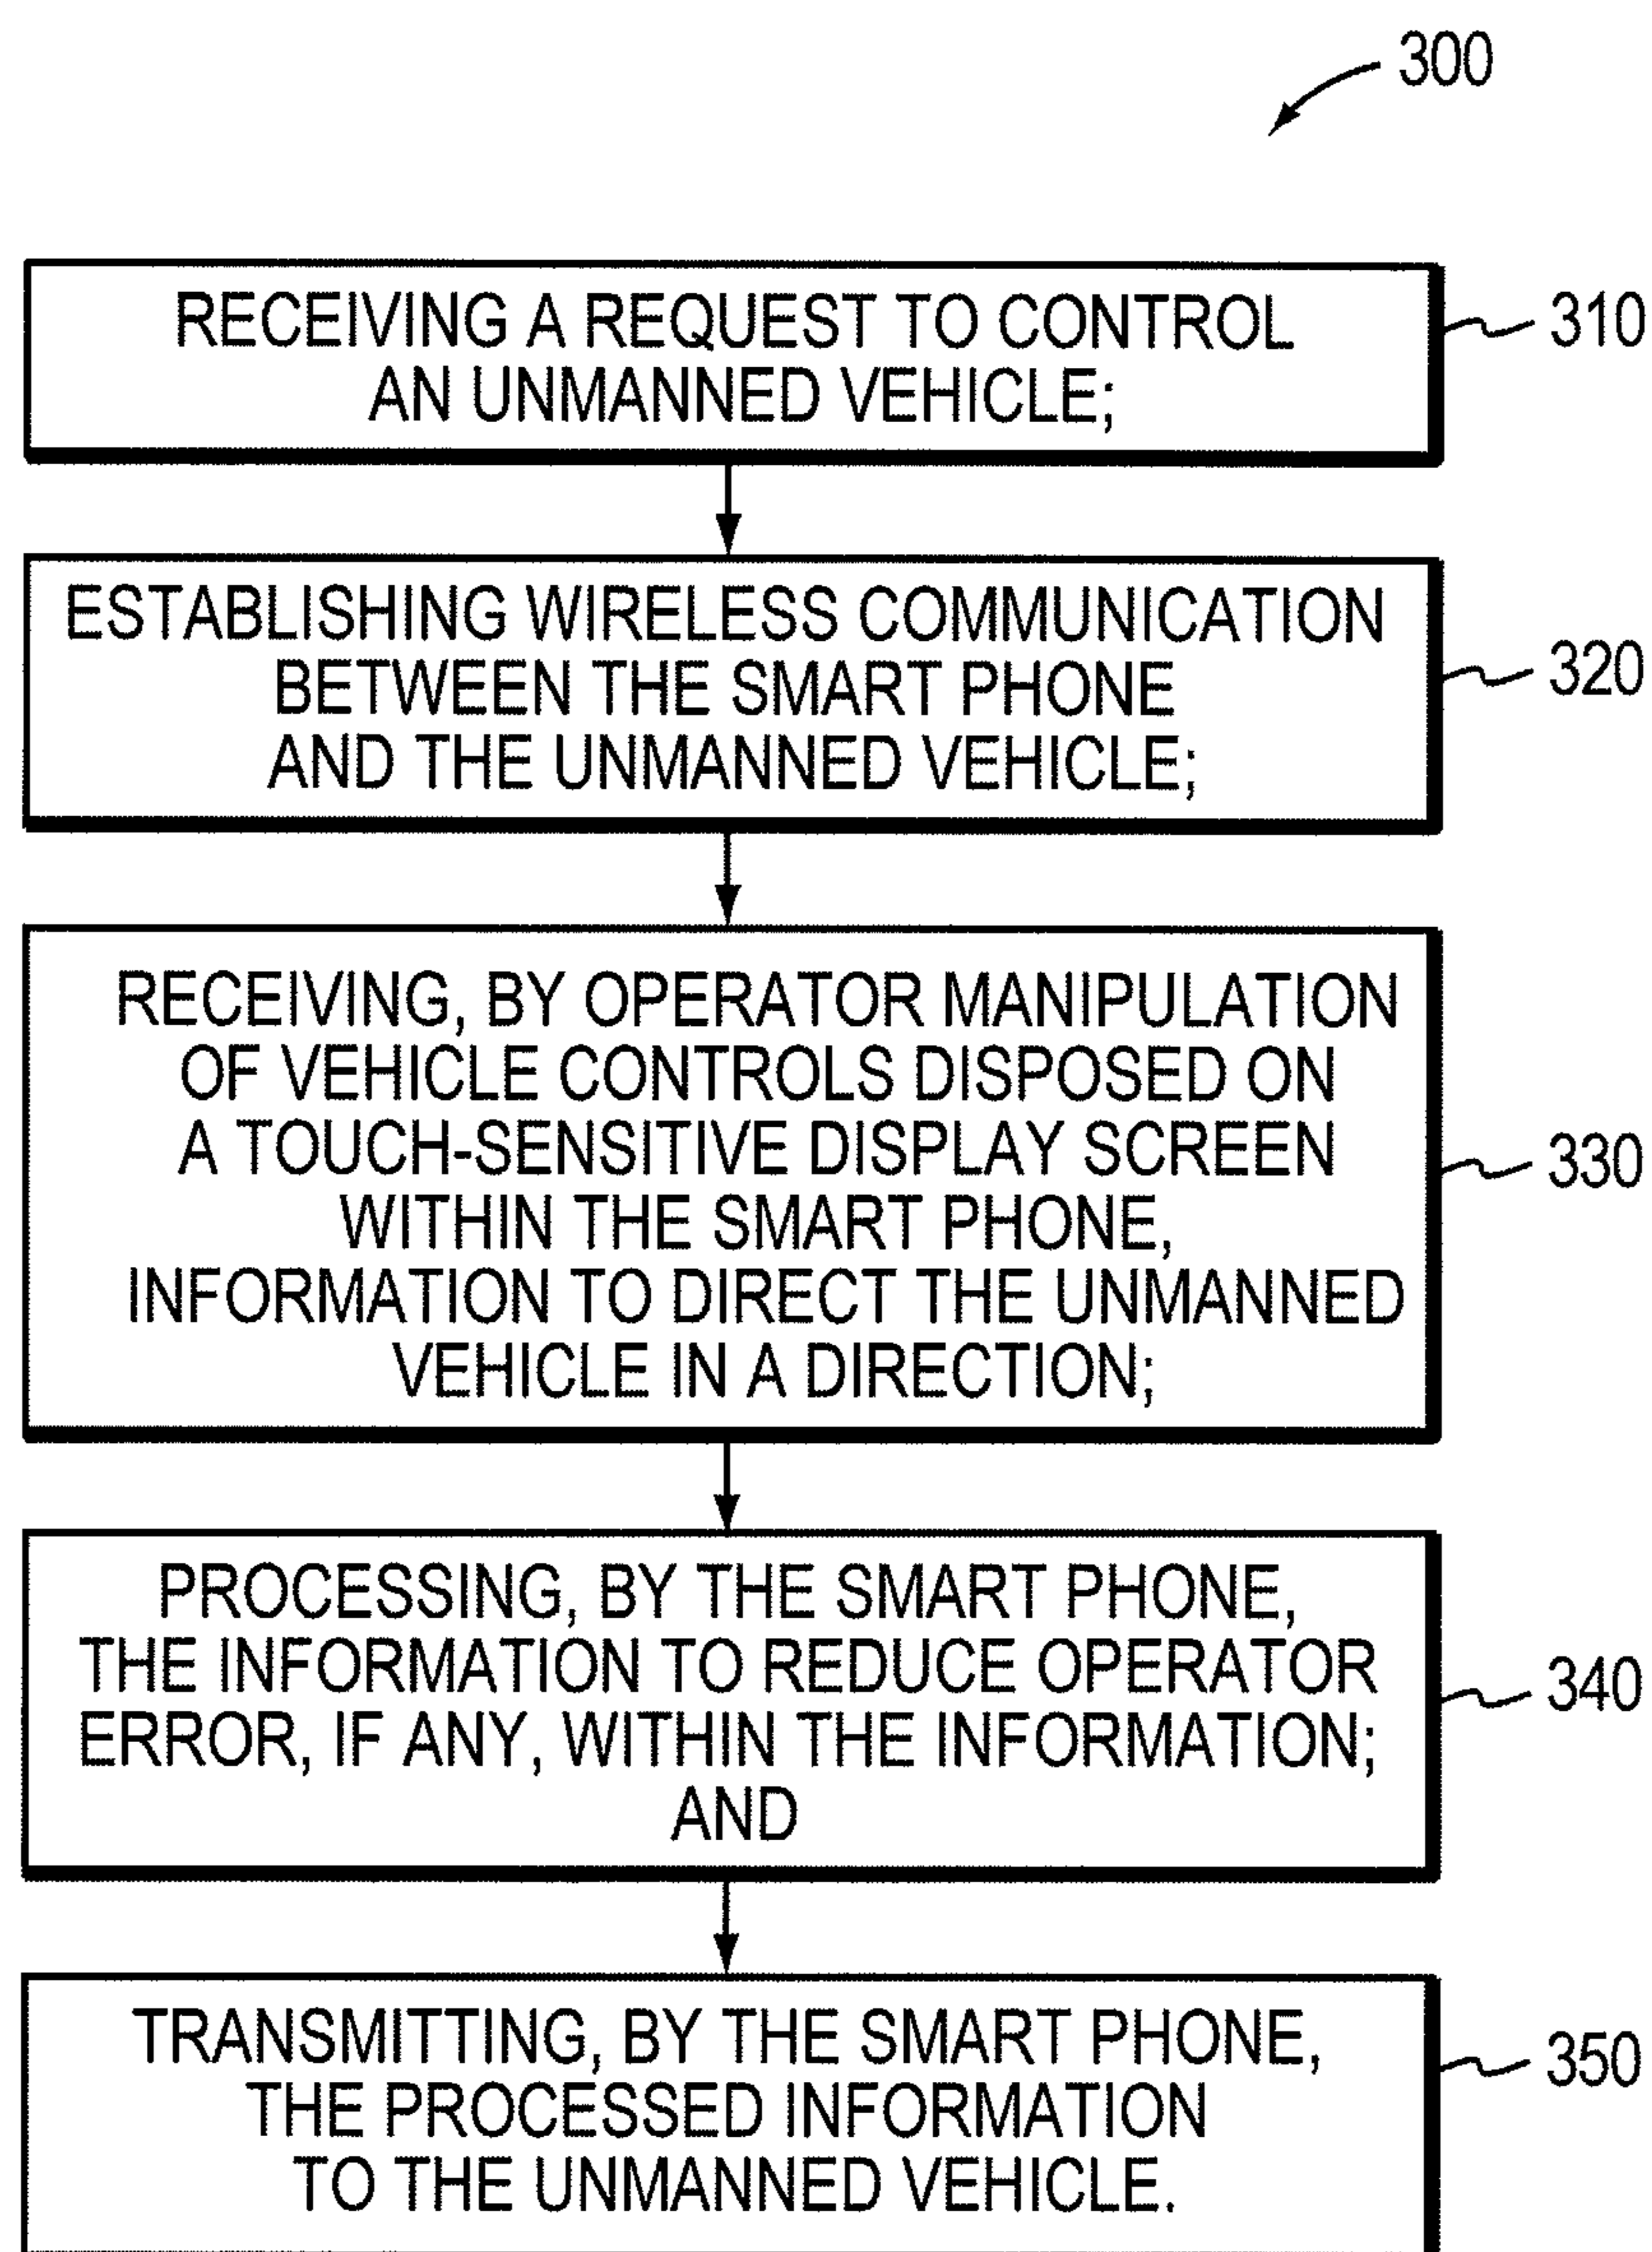 300
RECEIVING A REQUEST TO CONTROL
AN UNMANNED VEHICLE;
310
ESTABLISHING WIRELESS COMMUNICATION
BETWEEN THE SMART PHONE
AND THE UNMANNED VEHICLE;
320
RECEIVING, BY OPERATOR MANIPULATION
OF VEHICLE CONTROLS DISPOSED ON
A TOUCH-SENSITIVE DISPLAY SCREEN
WITHIN THE SMART PHONE,
INFORMATION TO DIRECT THE UNMANNED
VEHICLE IN A DIRECTION;
330
PROCESSING, BY THE SMART PHONE,
THE INFORMATION TO REDUCE OPERATOR
ERROR, IF ANY, WITHIN THE INFORMATION;
AND
340
TRANSMITTING, BY THE SMART PHONE,
THE PROCESSED INFORMATION
TO THE UNMANNED VEHICLE.
350